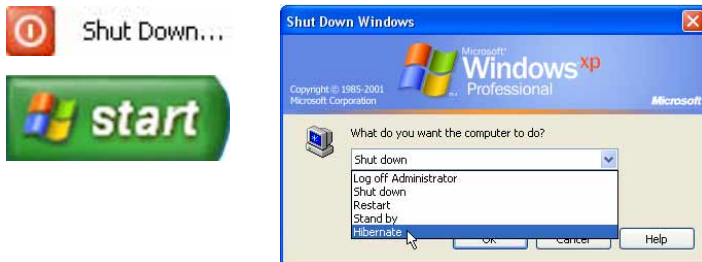 Shut Down...
start
Shut Down Windows
Microsoft
Windows xp
Professional
Copyright © 1985-2001
Microsoft Corporation
Microsoft
What do you want the computer to do?
Shut down
Log off Administrator
Shut down
Restart
Stand by
Hibernate
OK Cancel Help